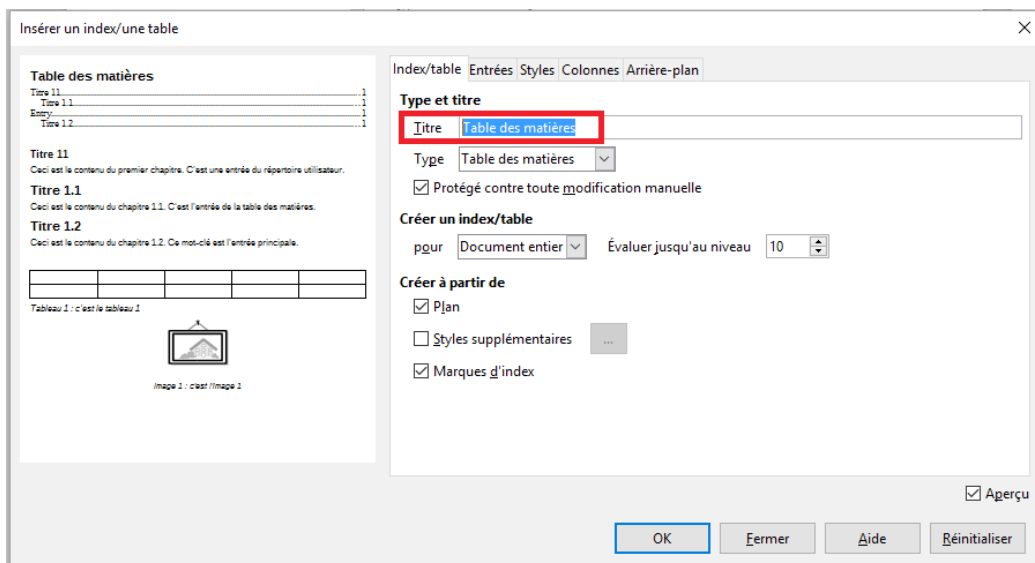 Insérer un index/une table
Table des matières
Titre 11 1
Titre 1.1 1
Entry 1
Titre 1.2 1
Titre 11
Ceci est le contenu du premier chapitre. C'est une entrée du répertoire utilisateur.
Titre 1.1
Ceci est le contenu du chapitre 1.1. C'est l'entrée de la table des matières.
Titre 1.2
Ceci est le contenu du chapitre 1.2. Ce mot-clé est l'entrée principale.
Tableau 1 : c'est le tableau 1
Image 1 : c'est l'Image 1
Index/table Entrées Styles Colonnes Arrière-plan
Type et titre
Titre Table des matières
Type Table des matières
Protégé contre toute modification manuelle
Créer un index/table
pour Document entier Évaluer jusqu'au niveau 10
Créer à partir de
Plan
Styles supplémentaires ...
Marques d'index
Aperçu
OK Fermer Aide Réinitialiser